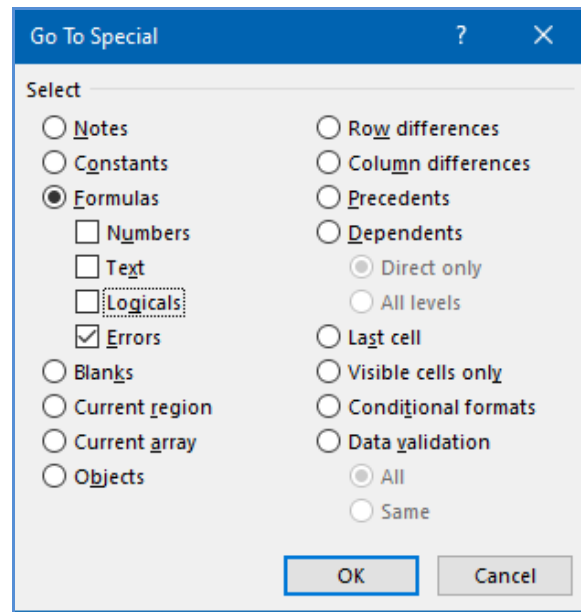 Go To Special ?
Select
Notes
Constants
Formulas
Numbers
Text
Logicals
Errors
Blanks
Current region
Current array
Objects
Row differences
Column differences
Precedents
Dependents
Direct only
All levels
Last cell
Visible cells only
Conditional formats
Data validation
All
Same
OK Cancel